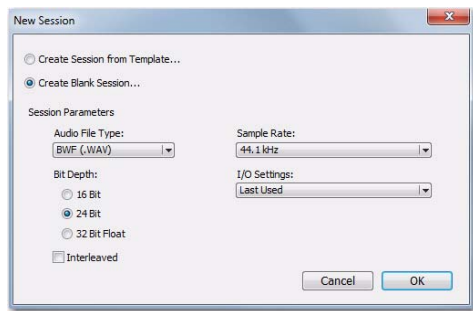 New Session
Create Session from Template...
Create Blank Session...
Session Parameters
Audio File Type:
BWF (.WAV)
Sample Rate:
44.1 kHz
Bit Depth:
16 Bit
24 Bit
32 Bit Float
I/O Settings:
Last Used
Interleaved
Cancel
OK